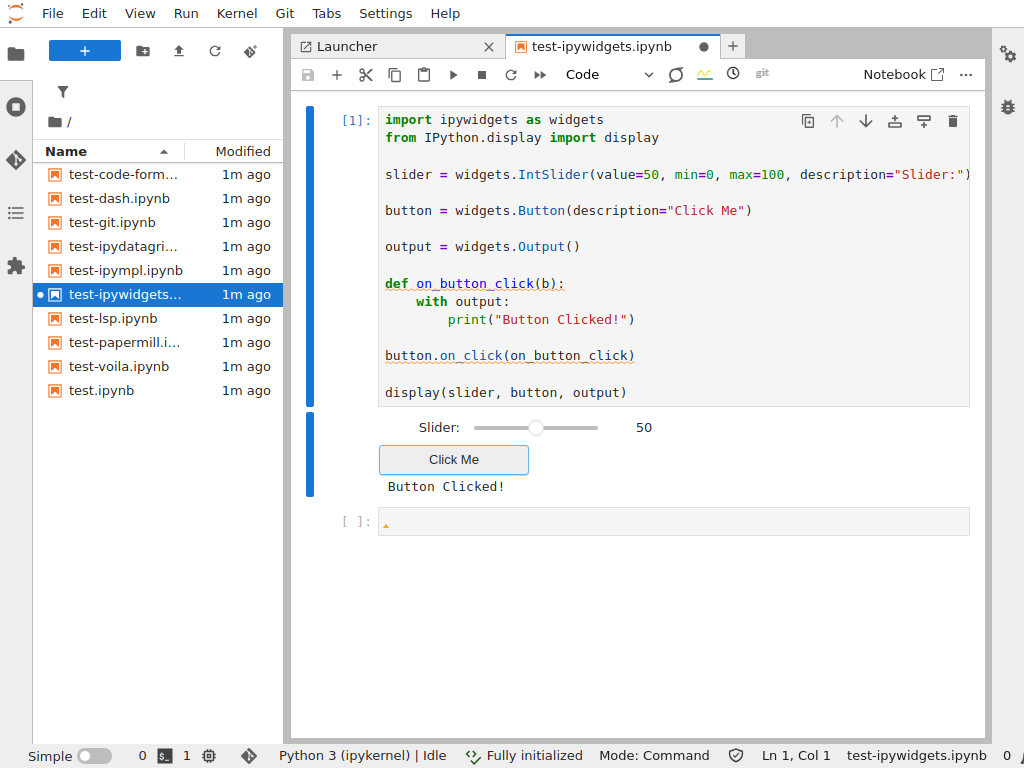 File Edit View Run Kernel Git Tabs Settings Help
Launcher
test-ipywidgets.ipynb
Code
git
Notebook
/
Name Modified
test-code-form… 1m ago
test-dash.ipynb 1m ago
test-git.ipynb 1m ago
test-ipydatagri… 1m ago
test-ipympl.ipynb 1m ago
test-ipywidgets… 1m ago
test-lsp.ipynb 1m ago
test-papermill.i… 1m ago
test-voila.ipynb 1m ago
test.ipynb 1m ago
[1]:
import ipywidgets as widgets
from IPython.display import display
slider = widgets.IntSlider(value=50, min=0, max=100, description="Slider:")
button = widgets.Button(description="Click Me")
output = widgets.Output()
def on_button_click(b):
    with output:
        print("Button Clicked!")
button.on_click(on_button_click)
display(slider, button, output)
Slider: 50
Click Me
Button Clicked!
[ ]:
Simple 0 1 Python 3 (ipykernel) | Idle Fully initialized Mode: Command Ln 1, Col 1 test-ipywidgets.ipynb 0